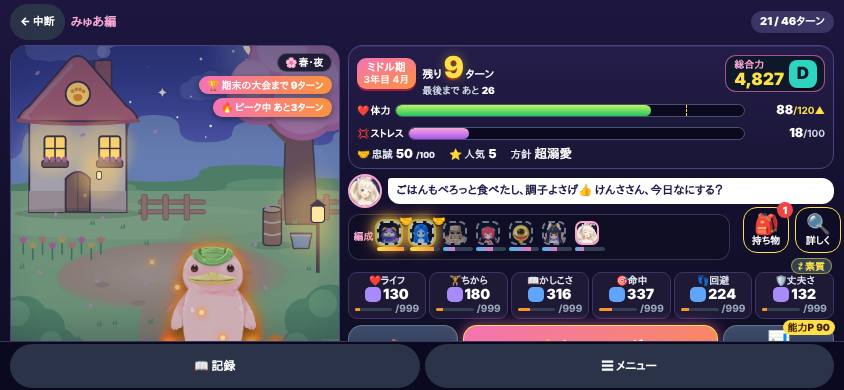 ← 中断 みゅあ編
21 / 46ターン
🌸春·夜
🏆 期末の大会まで 9ターン
🔥 ピーク中 あと3ターン
ミドル期
3年目 4月
残り 9 ターン
最後まで あと 26
総合力
4,827 D
❤️体力 88/120▲
💢ストレス 18/100
🤝忠誠 50 /100 ⭐人気 5 方針 超溺愛
ごはんもぺろっと食べたし、調子よさげ👍 けんささん、今日なにする?
編成
1
持ち物
詳しく
素質
❤️ライフ
130
/999
🏋️ちから
180
/999
📖かしこさ
316
/999
🎯命中
337
/999
👣回避
224
/999
🛡️丈夫さ
132
/999
能力P 90
📖 記録
☰ メニュー